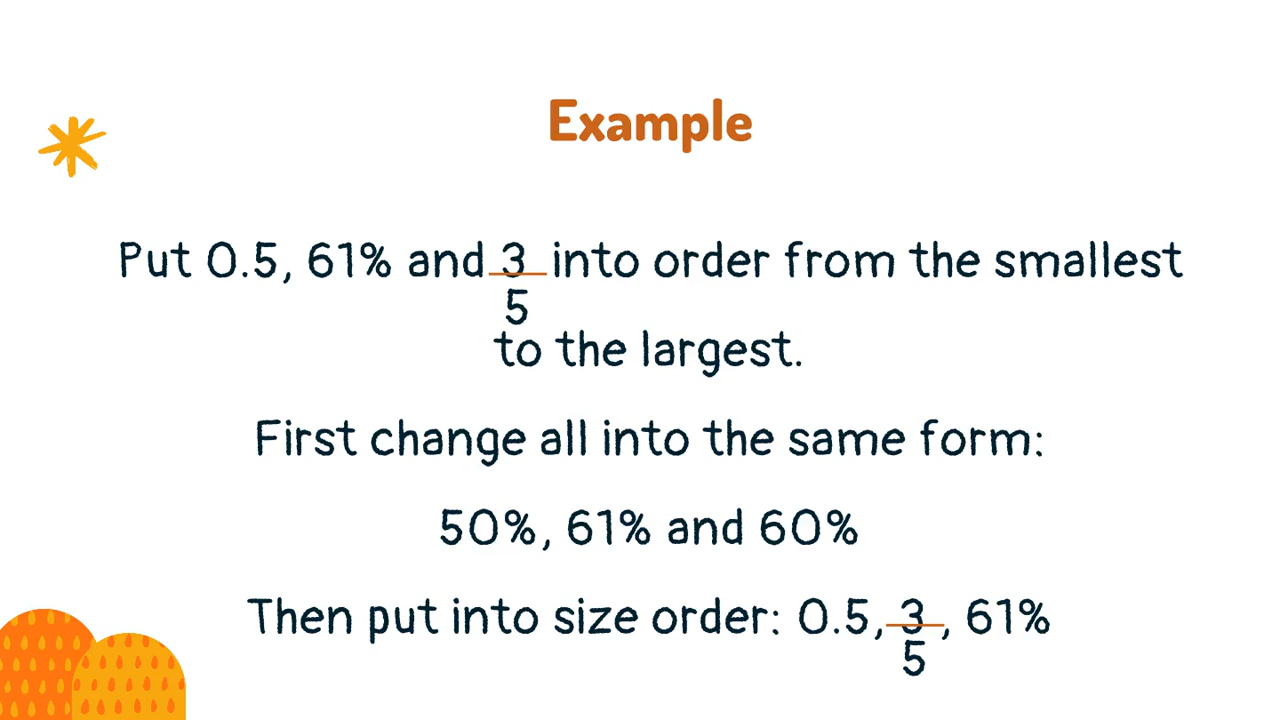 Example
Put 0.5, 61% and 3/5 into order from the smallest
to the largest.
First change all into the same form:
50%, 61% and 60%
Then put into size order: 0.5, 3/5, 61%